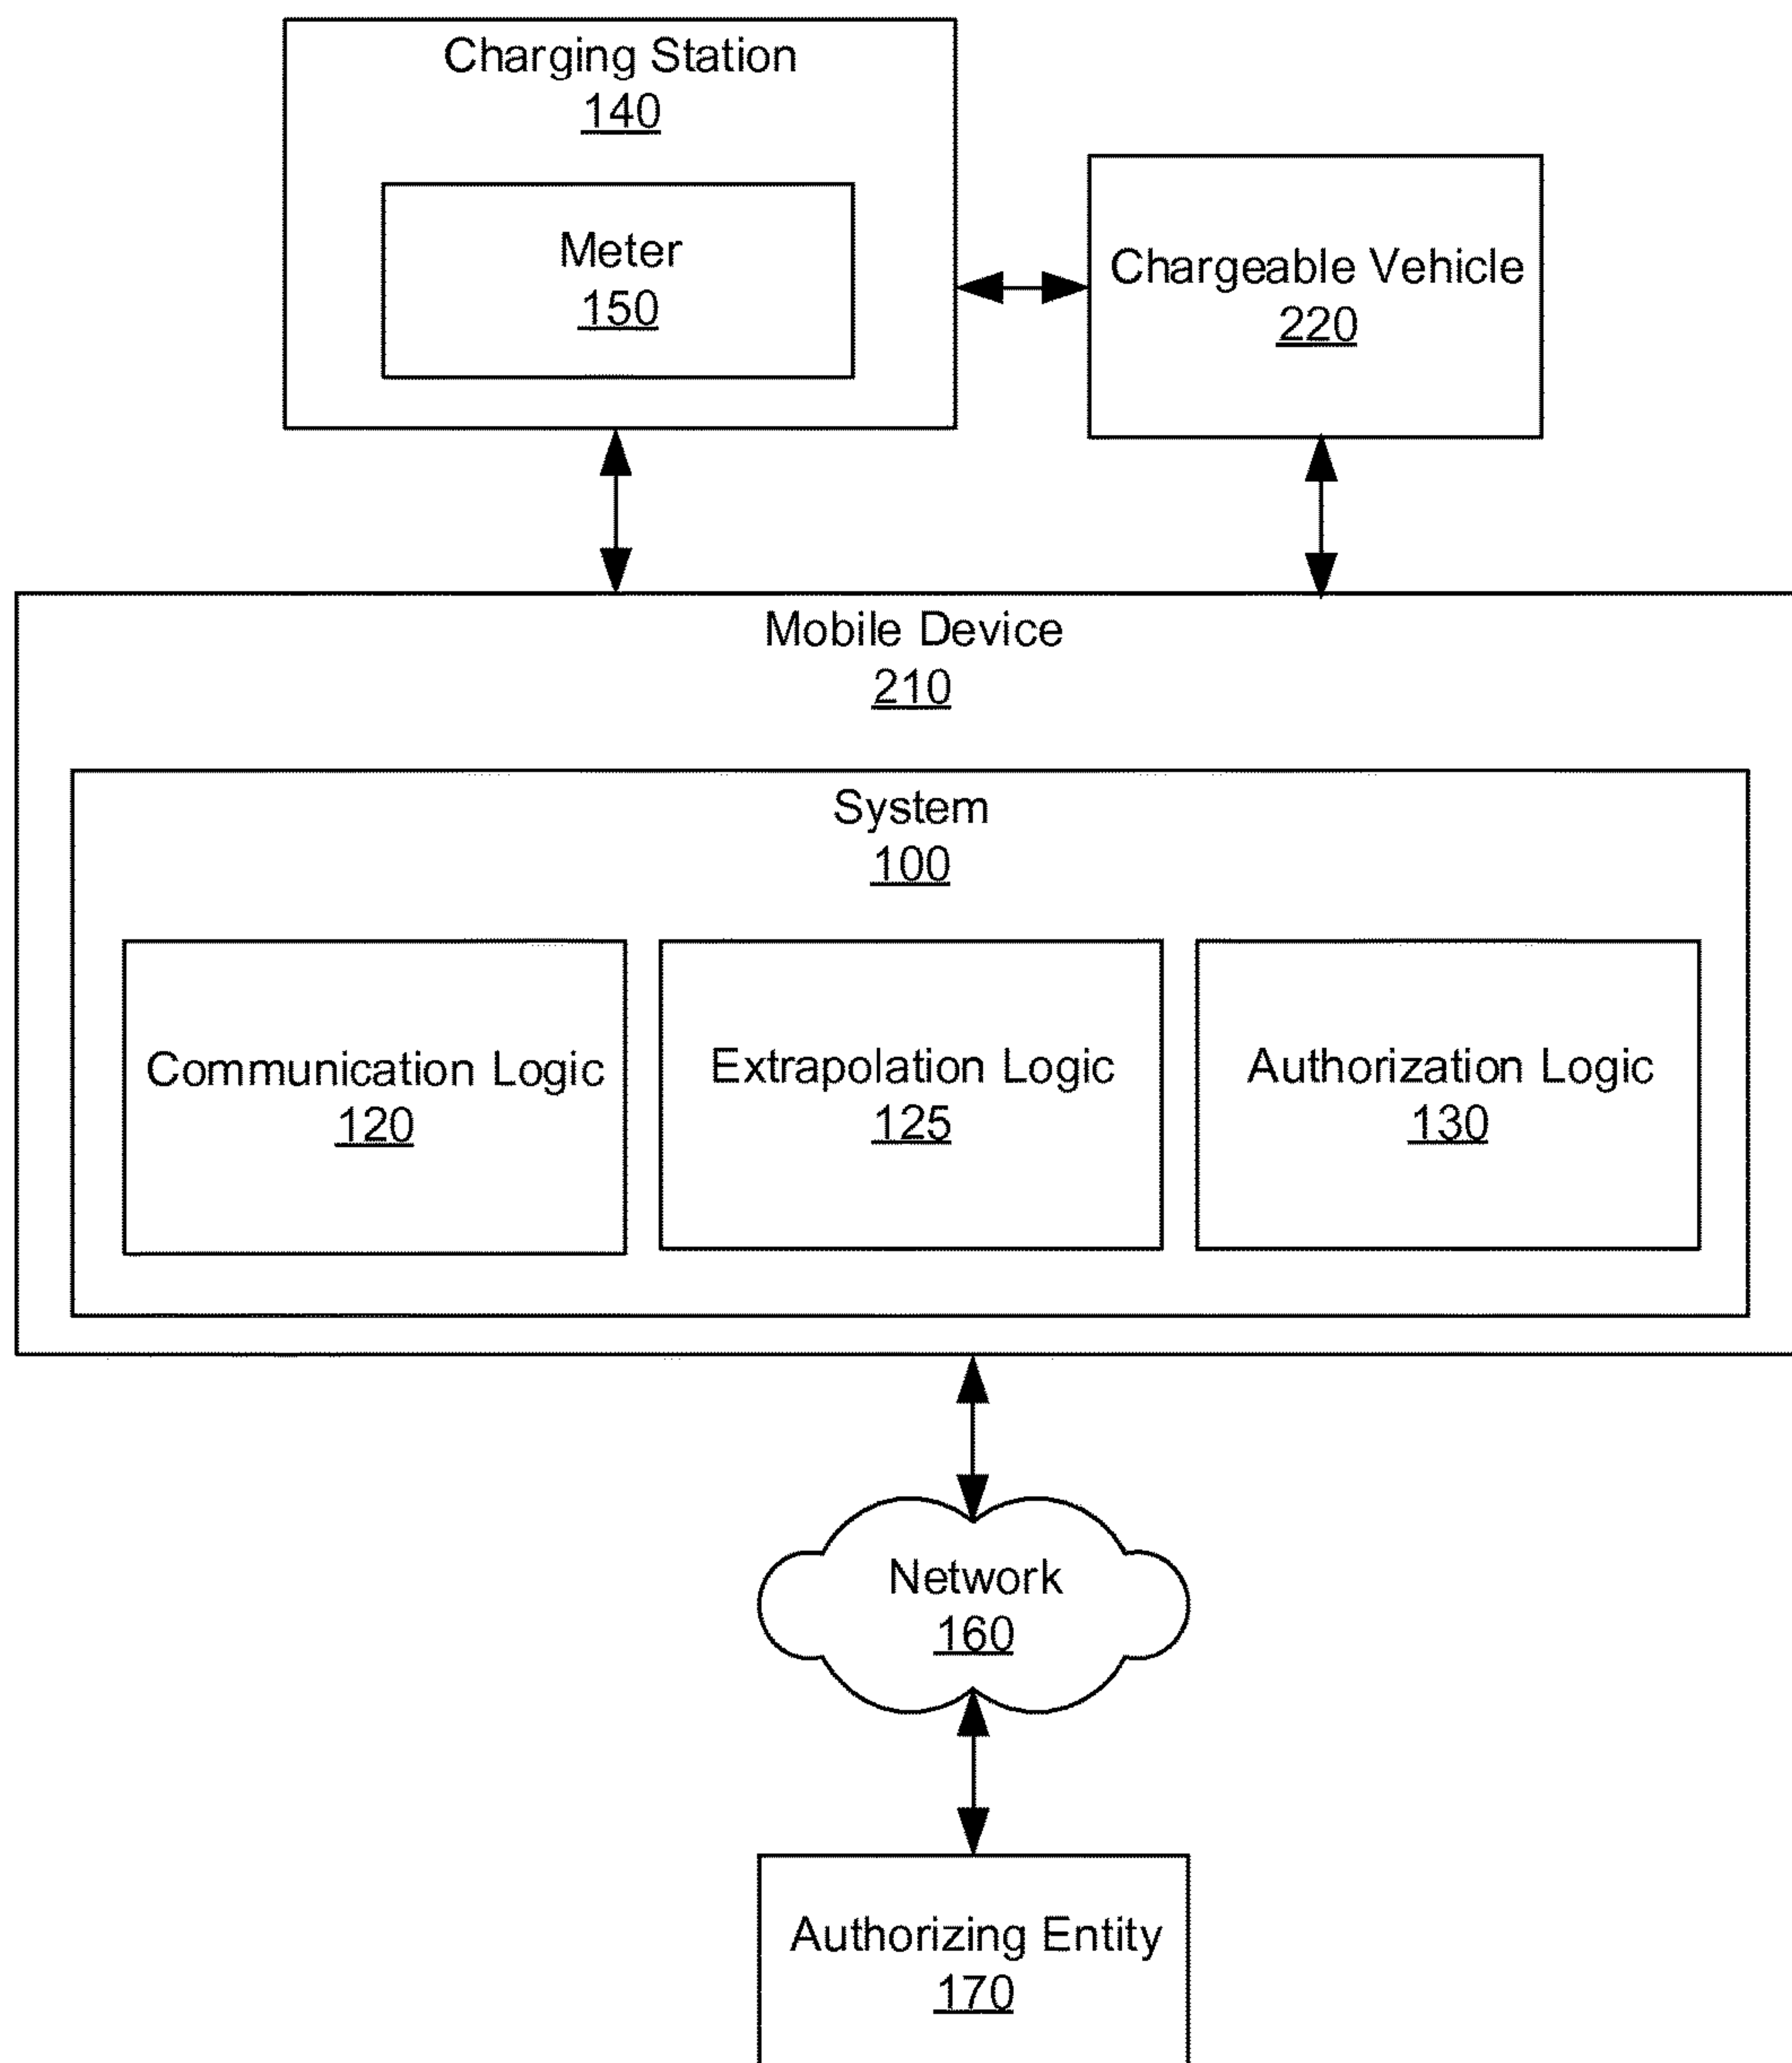 Charging Station
140
Meter
150
Chargeable Vehicle
220
Mobile Device
210
System
100
Communication Logic
120
Extrapolation Logic
125
Authorization Logic
130
Network
160
Authorizing Entity
170